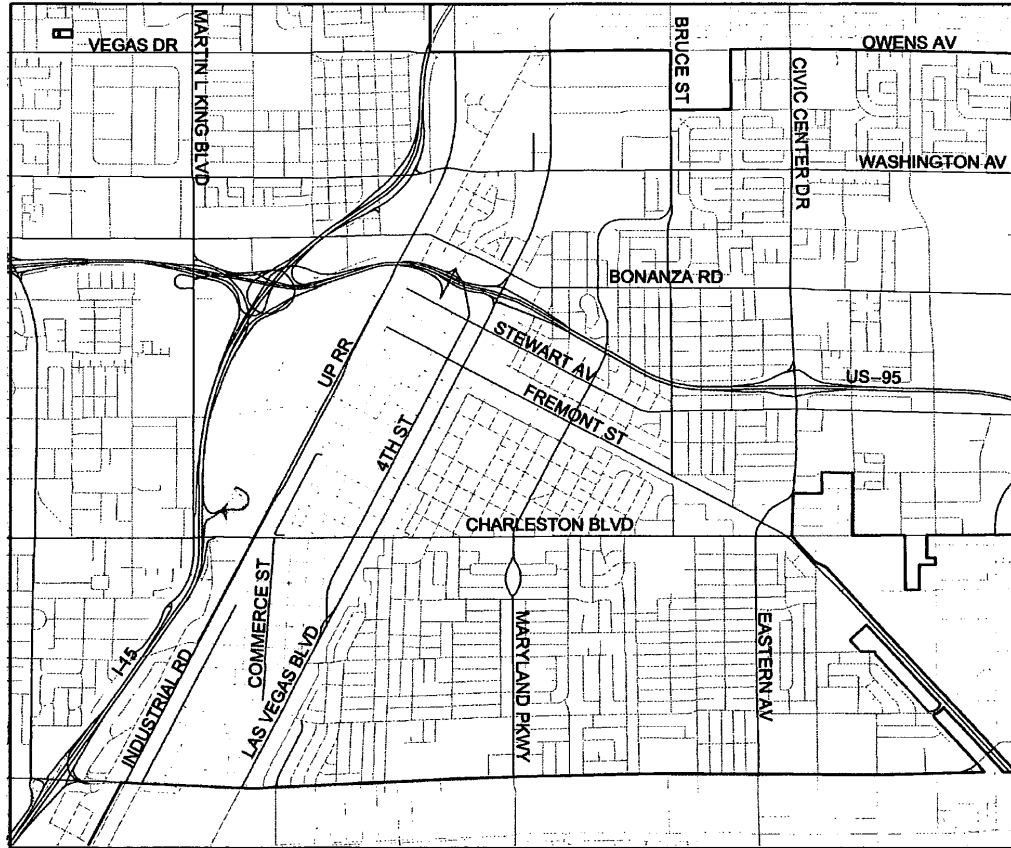 VEGAS DR
MARTIN L KING BLVD
BRUCE ST
OWENS AV
CIVIC CENTER DR
WASHINGTON AV
BONANZA RD
UP RR
STEWART AV
US-95
FREMONT ST
4TH ST
CHARLESTON BLVD
COMMERCE ST
I-15
INDUSTRIAL RD
LAS VEGAS BLVD
MARYLAND PKWY
EASTERN AV